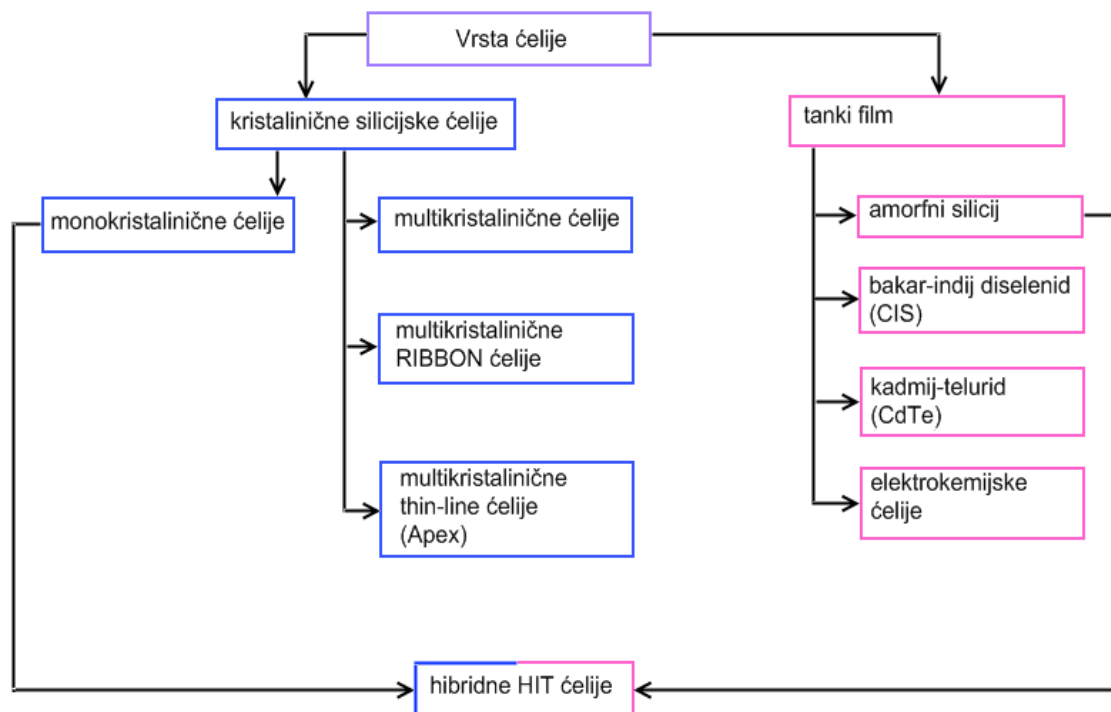 Vrsta ćelije
kristalinične silicijske ćelije
tanki film
monokristalinične ćelije
multikristalinične ćelije
amorfni silicij
bakar-indij diselenid
(CIS)
multikristalinične
RIBBON ćelije
kadmij-telurid
(CdTe)
multikristalinične
thin-line ćelije
(Apex)
elektrokemijske
ćelije
hibridne HIT ćelije